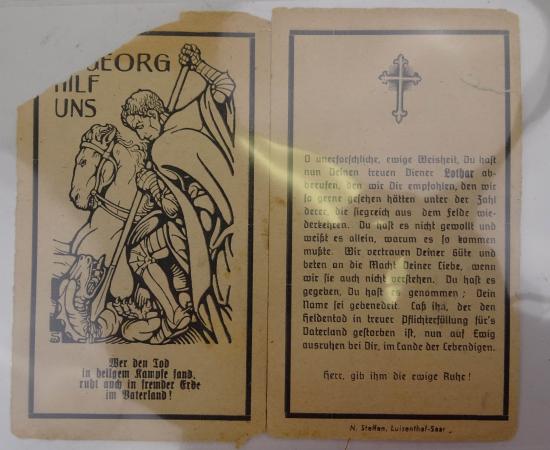 GEORG
HILF
UNS
Wer den Tod
in heilgem Kampfe fand,
ruht auch in fremder Erde
im Vaterland!
O unerforschliche, ewige Weisheit, Du hast
nun Deinen treuen Diener Lothar ab-
berufen, den wir Dir empfohlen, den wir
so gerne gesehen hätten unter der Zahl
derer, die siegreich aus dem Felde wie-
derkehren. Du hast es nicht gewollt und
weißt es allein, warum es so kommen
mußte. Wir vertrauen Deiner Güte und
beten an die Macht Deiner Liebe, wenn
wir sie auch nicht verstehen. Du hast es
gegeben, Du hast es genommen; Dein
Name sei gebenedeit. Laß ihn, der den
Heldentod in treuer Pflichterfüllung für's
Vaterland gestorben ist, nun auf Ewig
ausruhen bei Dir, im Lande der Lebendigen.
Herr, gib ihm die ewige Ruhe!
N. Steffen, Luisenthal-Saar